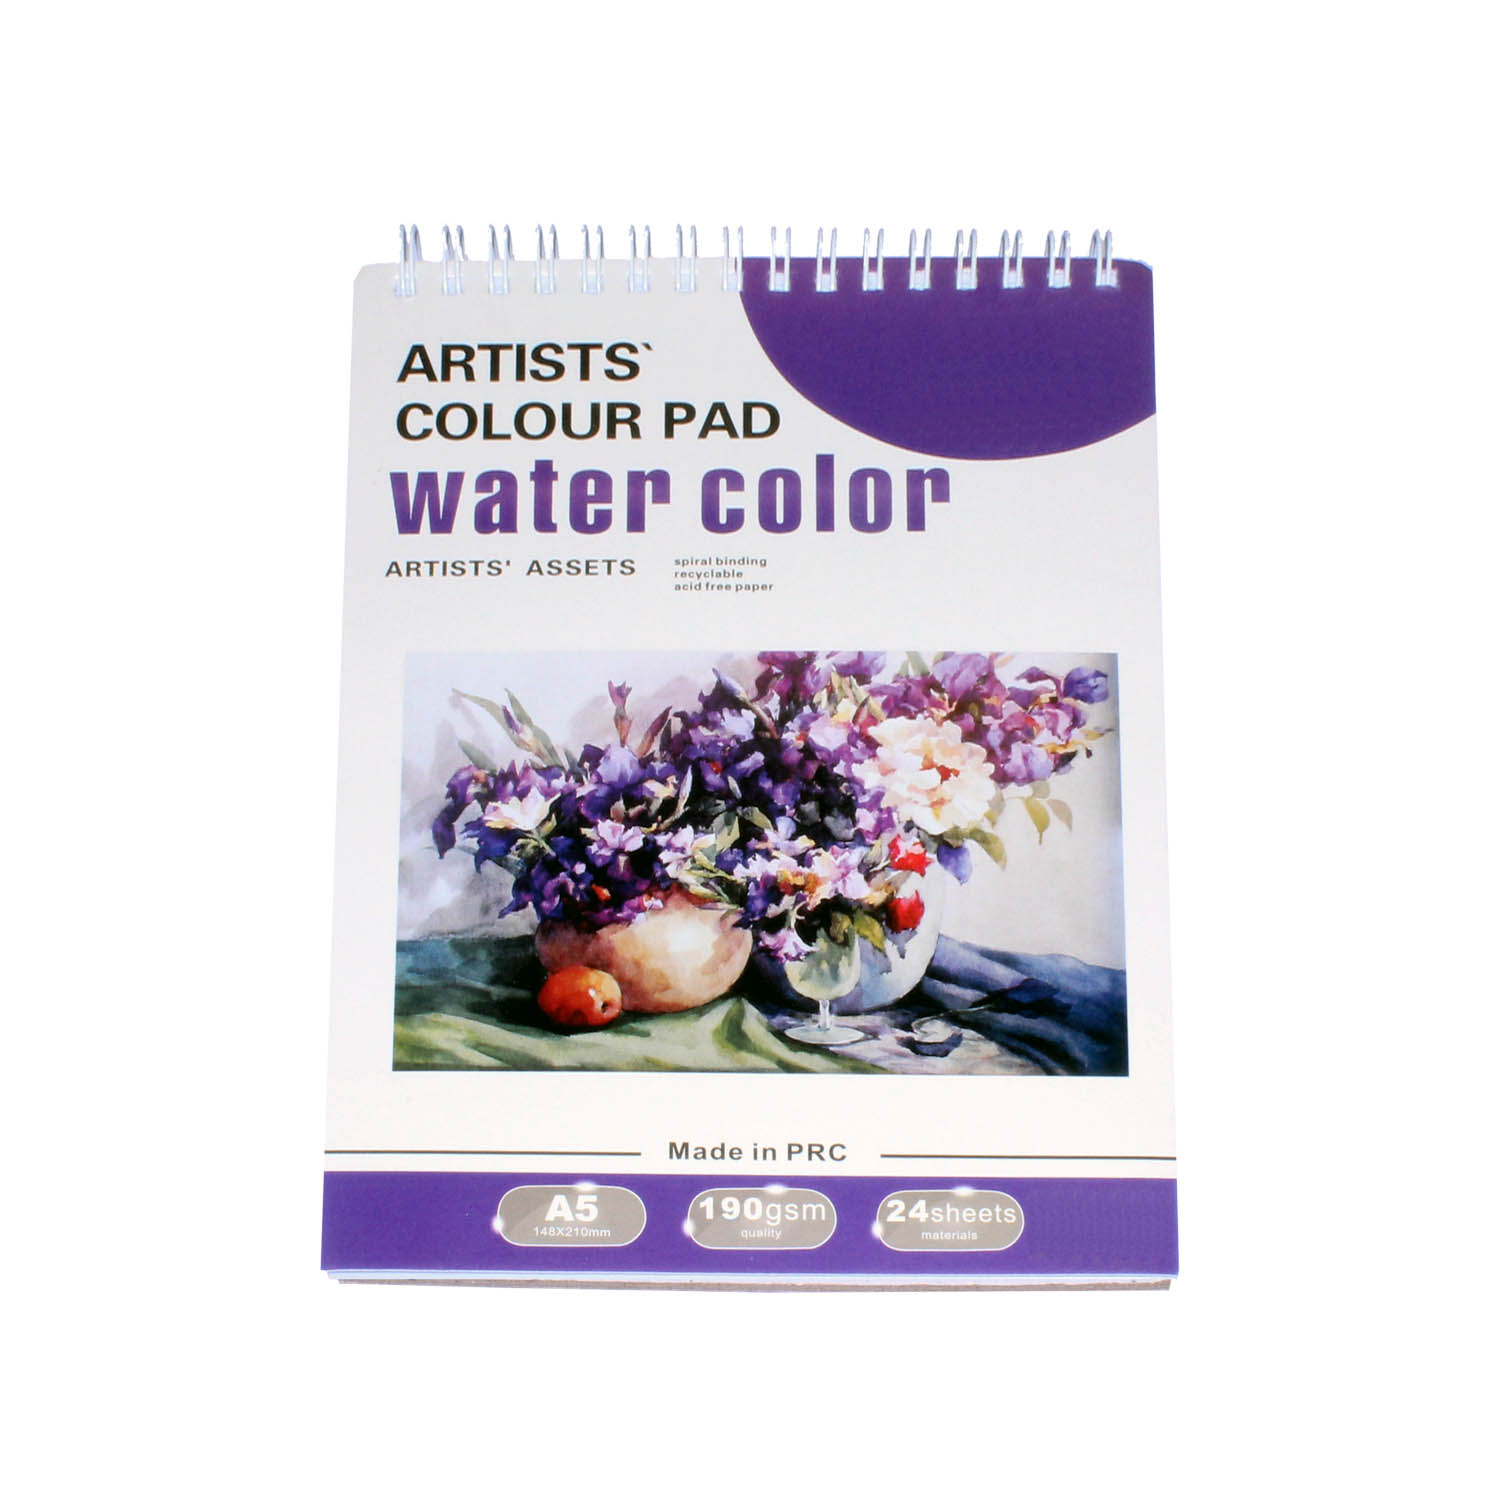 ARTISTS`
COLOUR PAD
water color
ARTISTS' ASSETS
spiral binding
recyclable
acid free paper
Made in PRC
A5
148X210mm
190gsm
quality
24sheets
materials